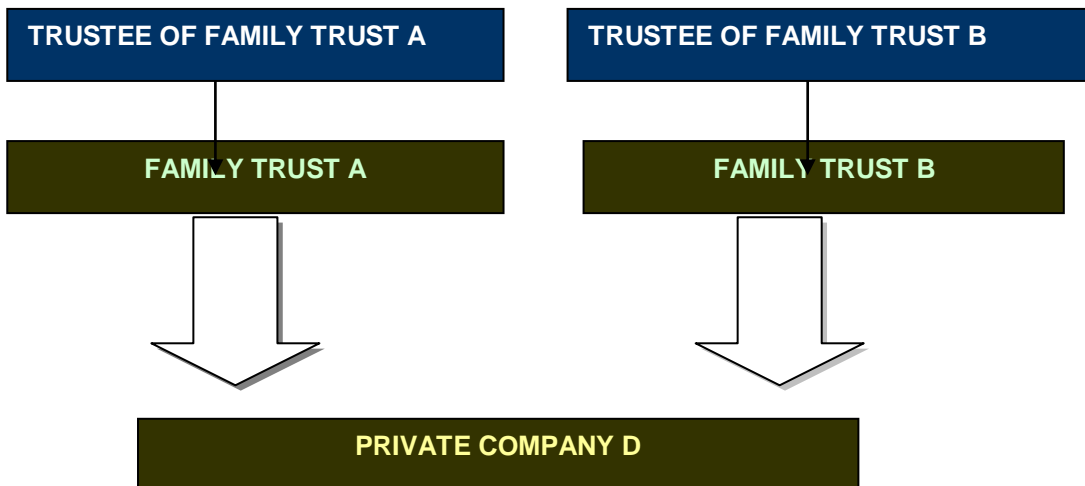 TRUSTEE OF FAMILY TRUST A
TRUSTEE OF FAMILY TRUST B
FAMILY TRUST A
FAMILY TRUST B
PRIVATE COMPANY D